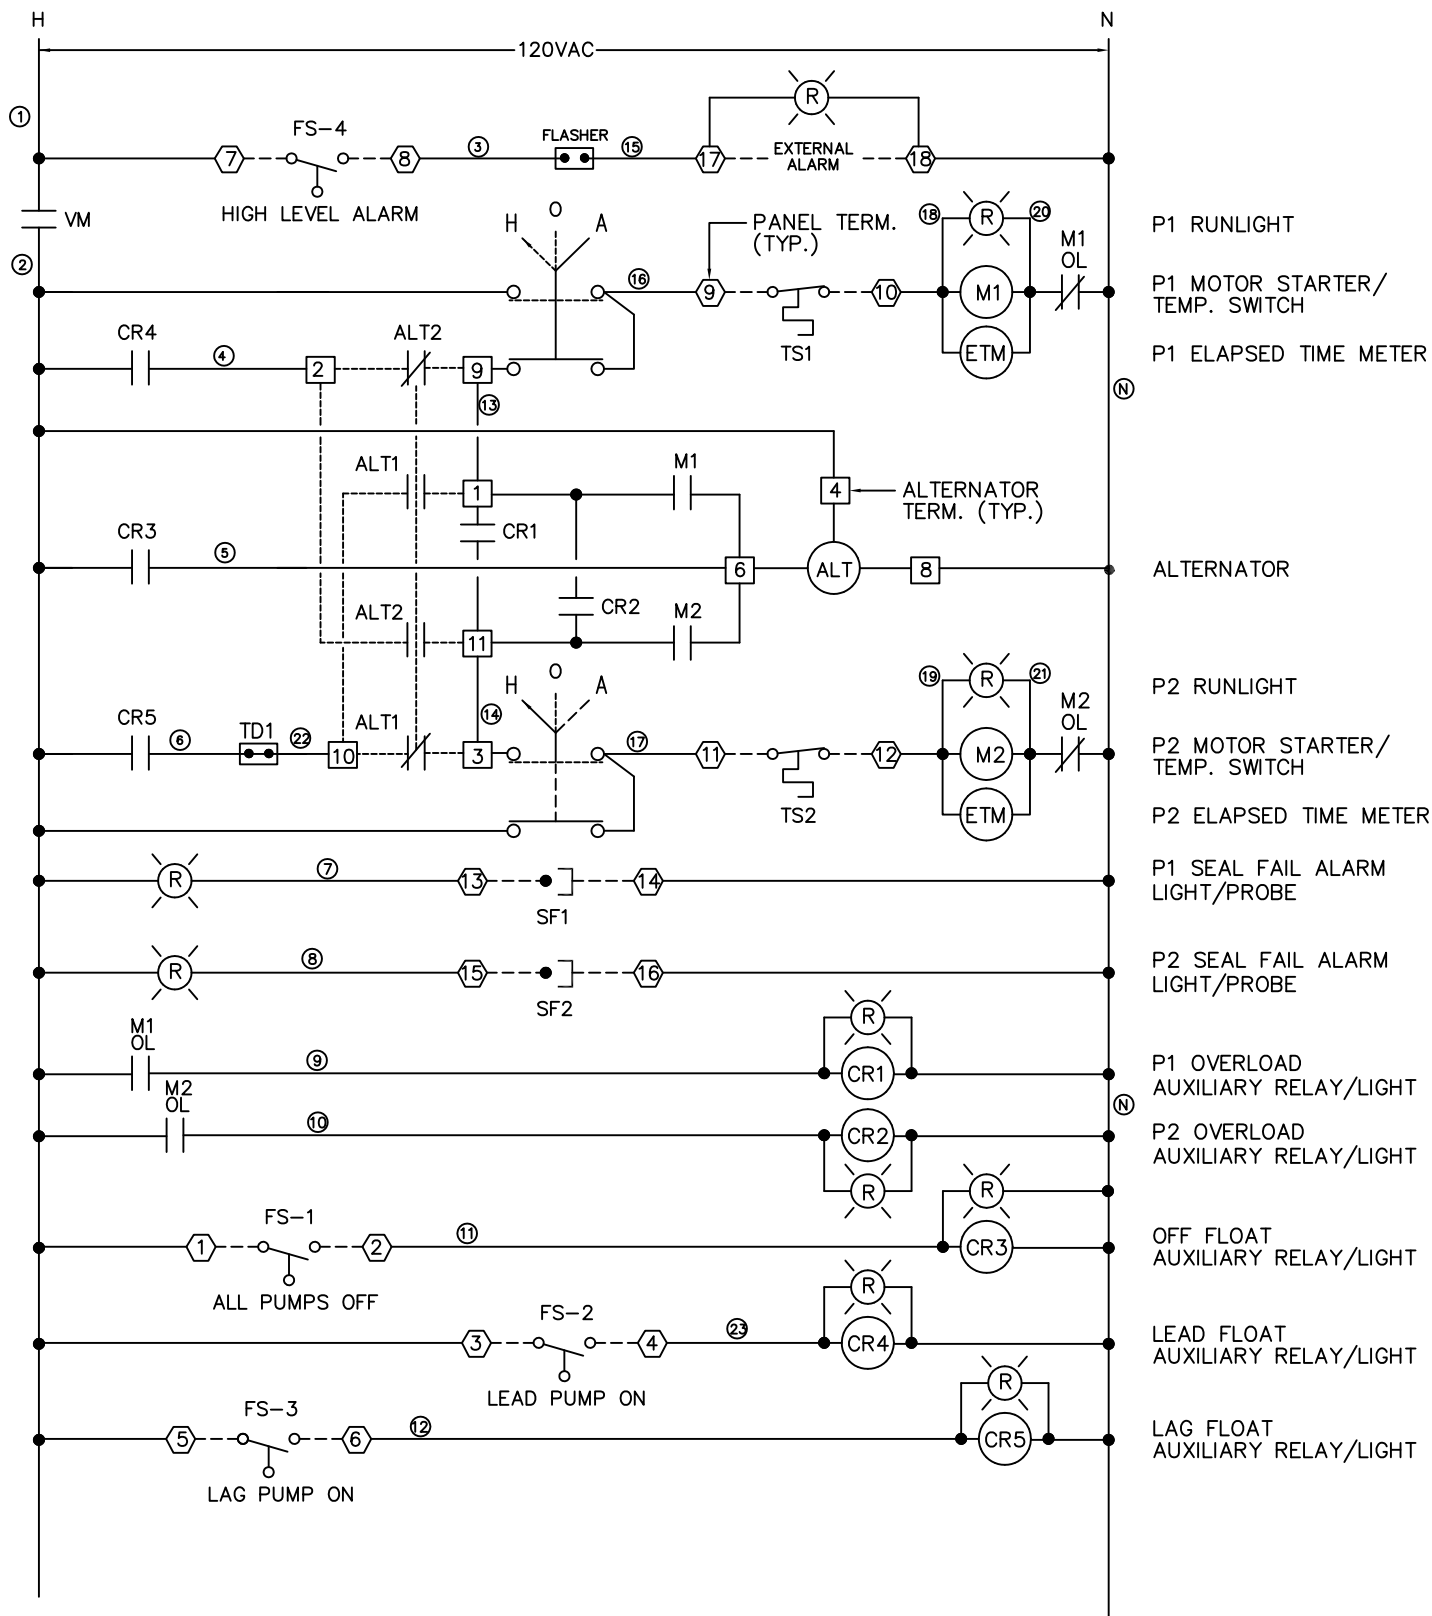 H
N
120VAC
1
FS-4
FLASHER
R
7
8
3
15
17
EXTERNAL
ALARM
18
HIGH LEVEL ALARM
VM
H
O
A
PANEL TERM.
(TYP.)
18
R
20
M1
OL
P1 RUNLIGHT
2
16
9
10
M1
P1 MOTOR STARTER/
TEMP. SWITCH
TS1
CR4
4
2
ALT2
9
ETM
P1 ELAPSED TIME METER
13
N
ALT1
1
M1
4
ALTERNATOR
TERM. (TYP.)
CR3
5
CR1
6
ALT
8
ALTERNATOR
CR2
ALT2
11
M2
H
O
A
19
R
21
M2
OL
P2 RUNLIGHT
CR5
6
TD1
22
10
ALT1
14
3
17
11
12
M2
P2 MOTOR STARTER/
TEMP. SWITCH
TS2
ETM
P2 ELAPSED TIME METER
R
7
13
14
SF1
P1 SEAL FAIL ALARM
LIGHT/PROBE
R
8
15
16
SF2
P2 SEAL FAIL ALARM
LIGHT/PROBE
M1
OL
9
R
CR1
P1 OVERLOAD
AUXILIARY RELAY/LIGHT
N
M2
OL
10
CR2
R
P2 OVERLOAD
AUXILIARY RELAY/LIGHT
FS-1
1
2
11
R
CR3
OFF FLOAT
AUXILIARY RELAY/LIGHT
ALL PUMPS OFF
FS-2
3
4
23
R
CR4
LEAD FLOAT
AUXILIARY RELAY/LIGHT
LEAD PUMP ON
FS-3
5
6
12
R
CR5
LAG FLOAT
AUXILIARY RELAY/LIGHT
LAG PUMP ON